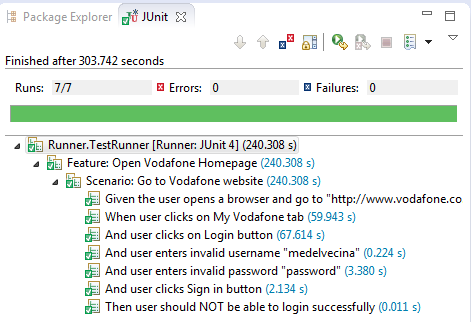 Package Explorer JUnit
Finished after 303.742 seconds
Runs: 7/7 Errors: 0 Failures: 0
Runner.TestRunner [Runner: JUnit 4] (240.308 s)
Feature: Open Vodafone Homepage (240.308 s)
Scenario: Go to Vodafone website (240.308 s)
Given the user opens a browser and go to "http://www.vodafone.co
When user clicks on My Vodafone tab (59.943 s)
And user clicks on Login button (67.614 s)
And user enters invalid username "medelvecina" (0.224 s)
And user enters invalid password "password" (3.380 s)
And user clicks Sign in button (2.134 s)
Then user should NOT be able to login successfully (0.011 s)